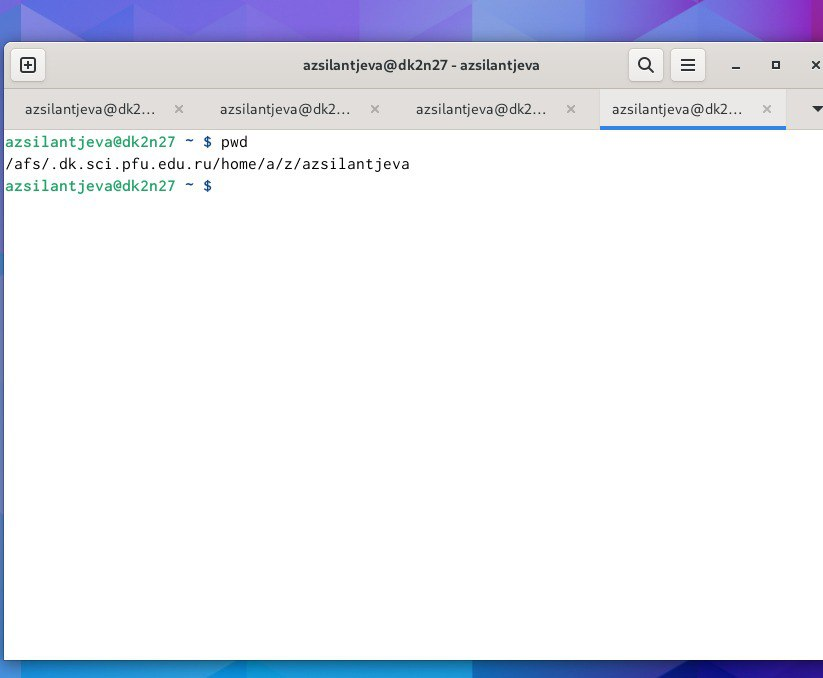 azsilantjeva@dk2n27 - azsilantjeva
azsilantjeva@dk2... azsilantjeva@dk2... azsilantjeva@dk2... azsilantjeva@dk2...
azsilantjeva@dk2n27 ~ $ pwd
/afs/.dk.sci.pfu.edu.ru/home/a/z/azsilantjeva
azsilantjeva@dk2n27 ~ $